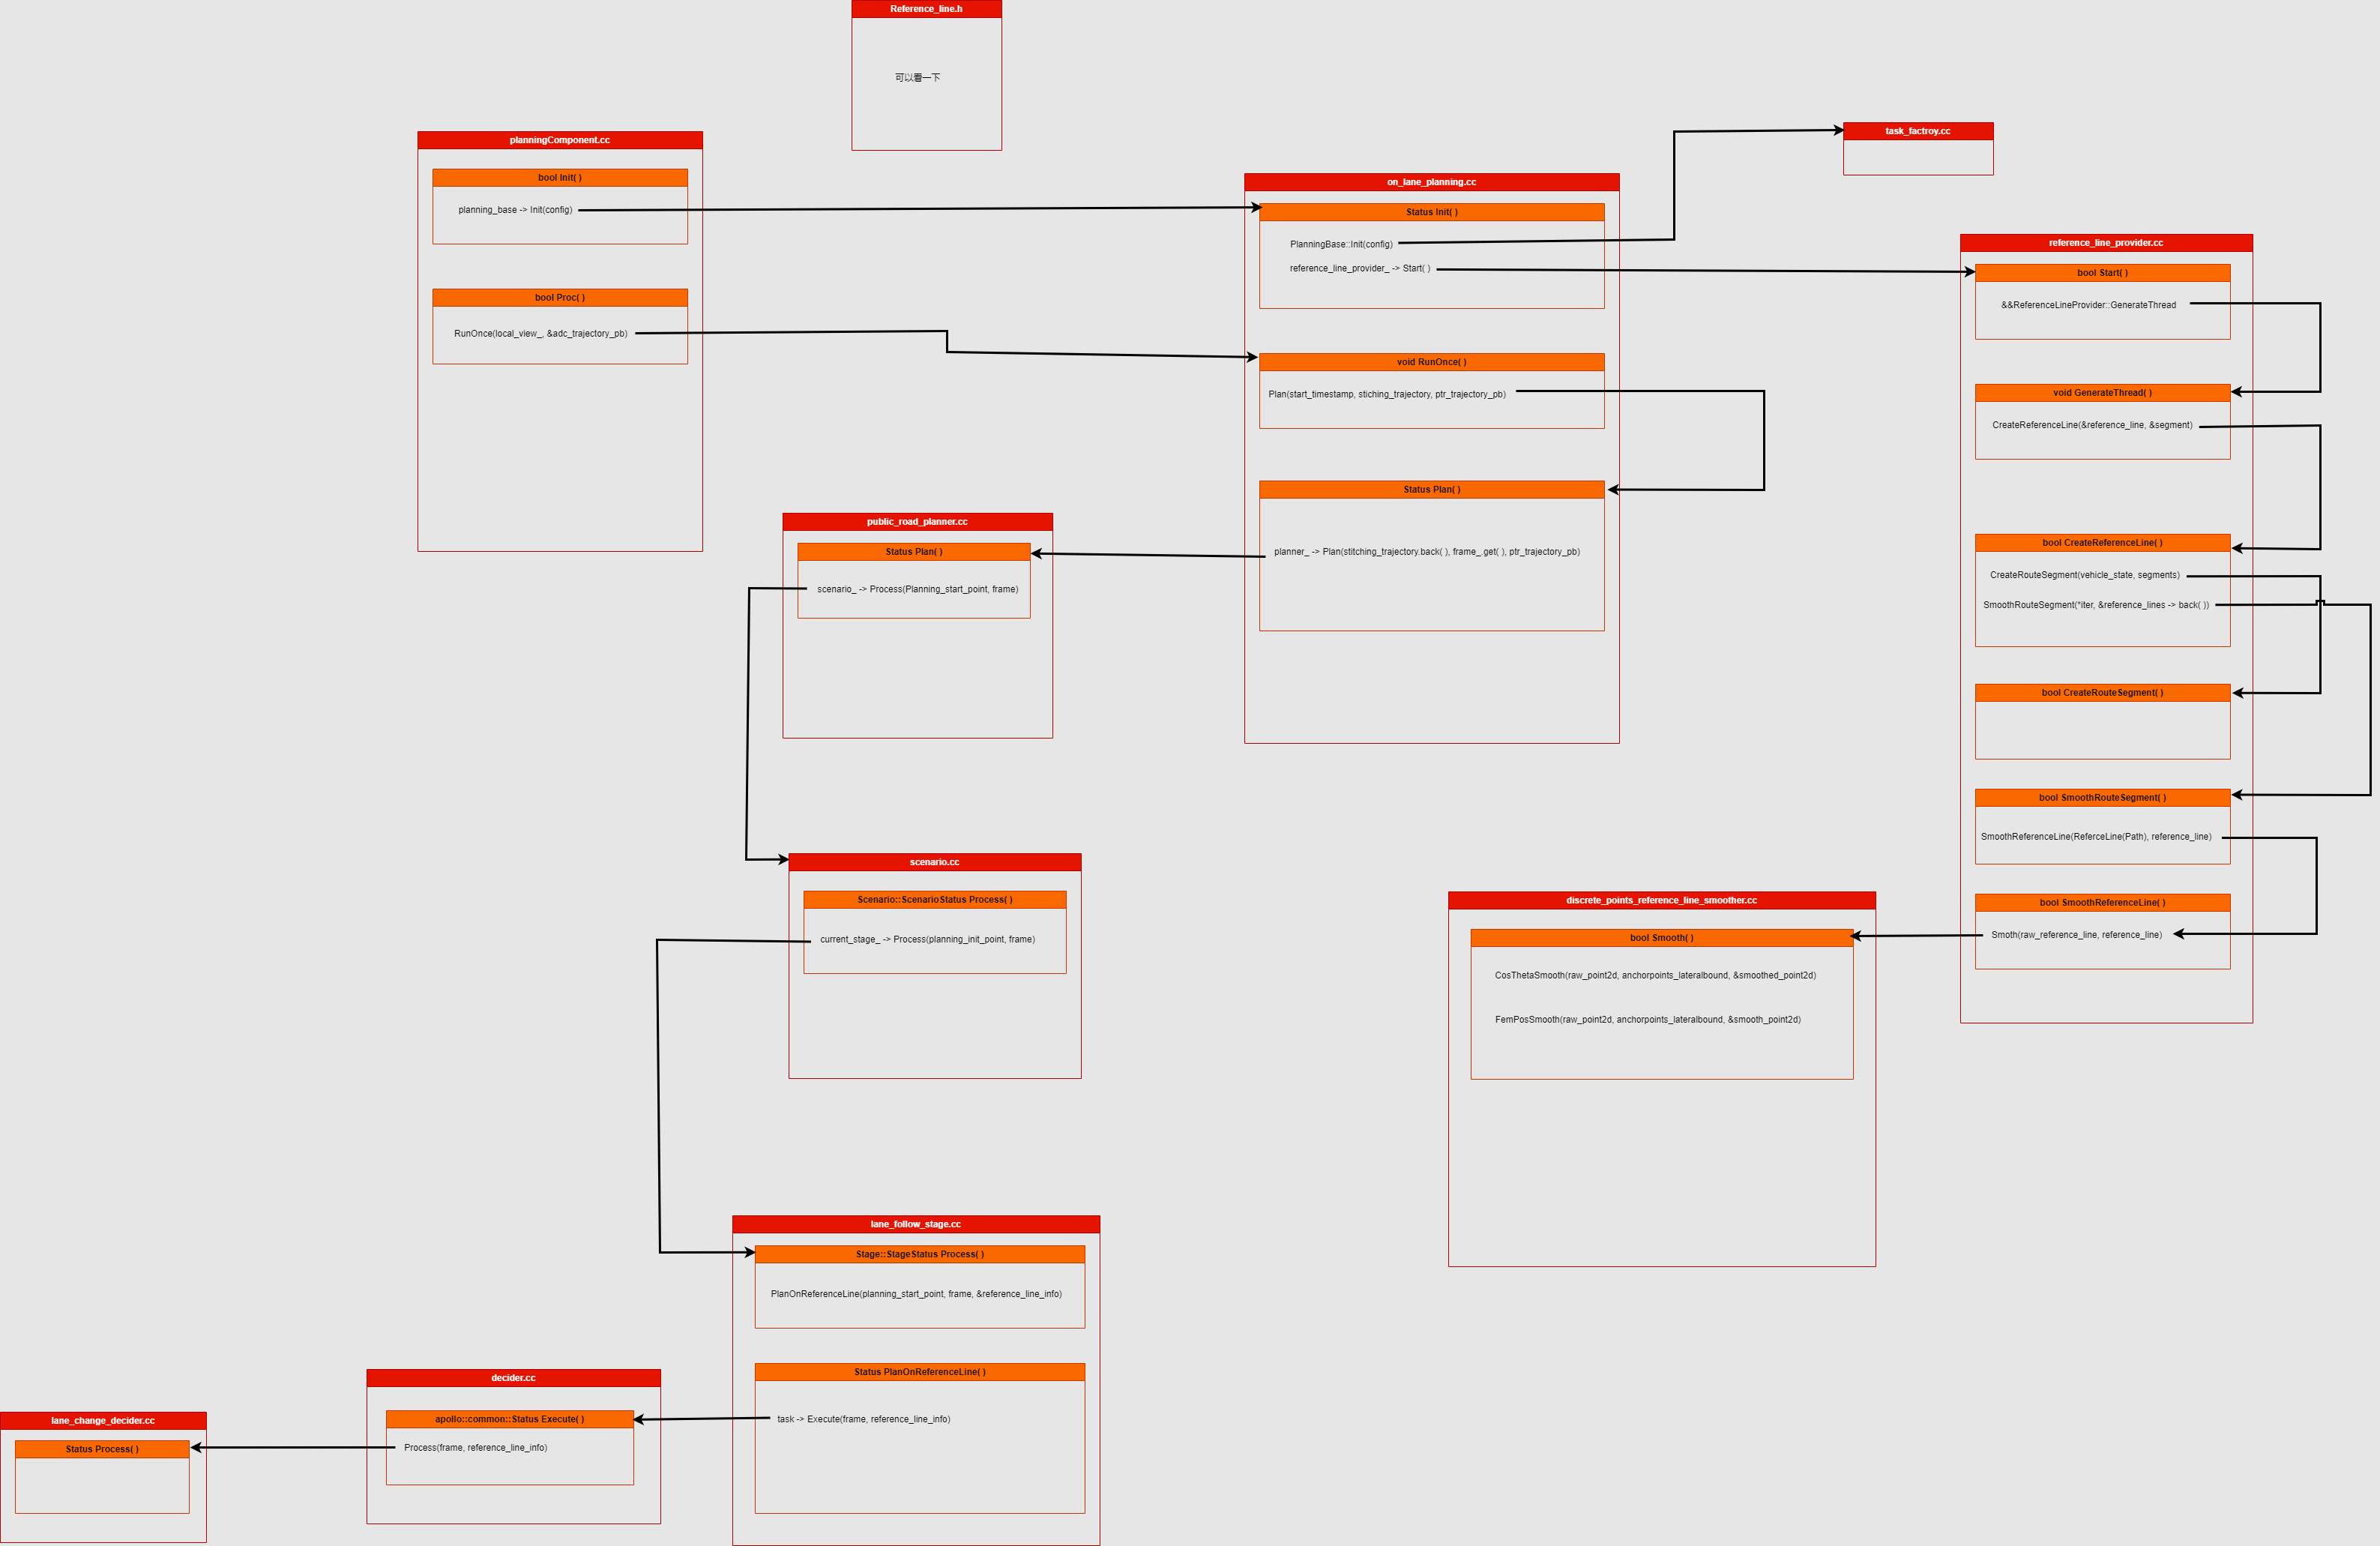 Reference_line.h
可以看一下
planningComponent.cc
bool Init( )
planning_base -> Init(config)
bool Proc( )
RunOnce(local_view_, &adc_trajectory_pb)
on_lane_planning.cc
Status Init( )
PlanningBase::Init(config)
reference_line_provider_ -> Start( )
void RunOnce( )
Plan(start_timestamp, stiching_trajectory, ptr_trajectory_pb)
Status Plan( )
planner_ -> Plan(stitching_trajectory.back( ), frame_.get( ), ptr_trajectory_pb)
task_factroy.cc
reference_line_provider.cc
bool Start( )
&&ReferenceLineProvider::GenerateThread
void GenerateThread( )
CreateReferenceLine(&reference_line, &segment)
bool CreateReferenceLine( )
CreateRouteSegment(vehicle_state, segments)
SmoothRouteSegment(*iter, &reference_lines -> back( ))
bool CreateRouteSegment( )
bool SmoothRouteSegment( )
SmoothReferenceLine(ReferceLine(Path), reference_line)
bool SmoothReferenceLine( )
Smoth(raw_reference_line, reference_line)
public_road_planner.cc
Status Plan( )
scenario_ -> Process(Planning_start_point, frame)
scenario.cc
Scenario::ScenarioStatus Process( )
current_stage_ -> Process(planning_init_point, frame)
discrete_points_reference_line_smoother.cc
bool Smooth( )
CosThetaSmooth(raw_point2d, anchorpoints_lateralbound, &smoothed_point2d)
FemPosSmooth(raw_point2d, anchorpoints_lateralbound, &smooth_point2d)
lane_follow_stage.cc
Stage::StageStatus Process( )
PlanOnReferenceLine(planning_start_point, frame, &reference_line_info)
Status PlanOnReferenceLine( )
task -> Execute(frame, reference_line_info)
decider.cc
apollo::common::Status Execute( )
Process(frame, reference_line_info)
lane_change_decider.cc
Status Process( )